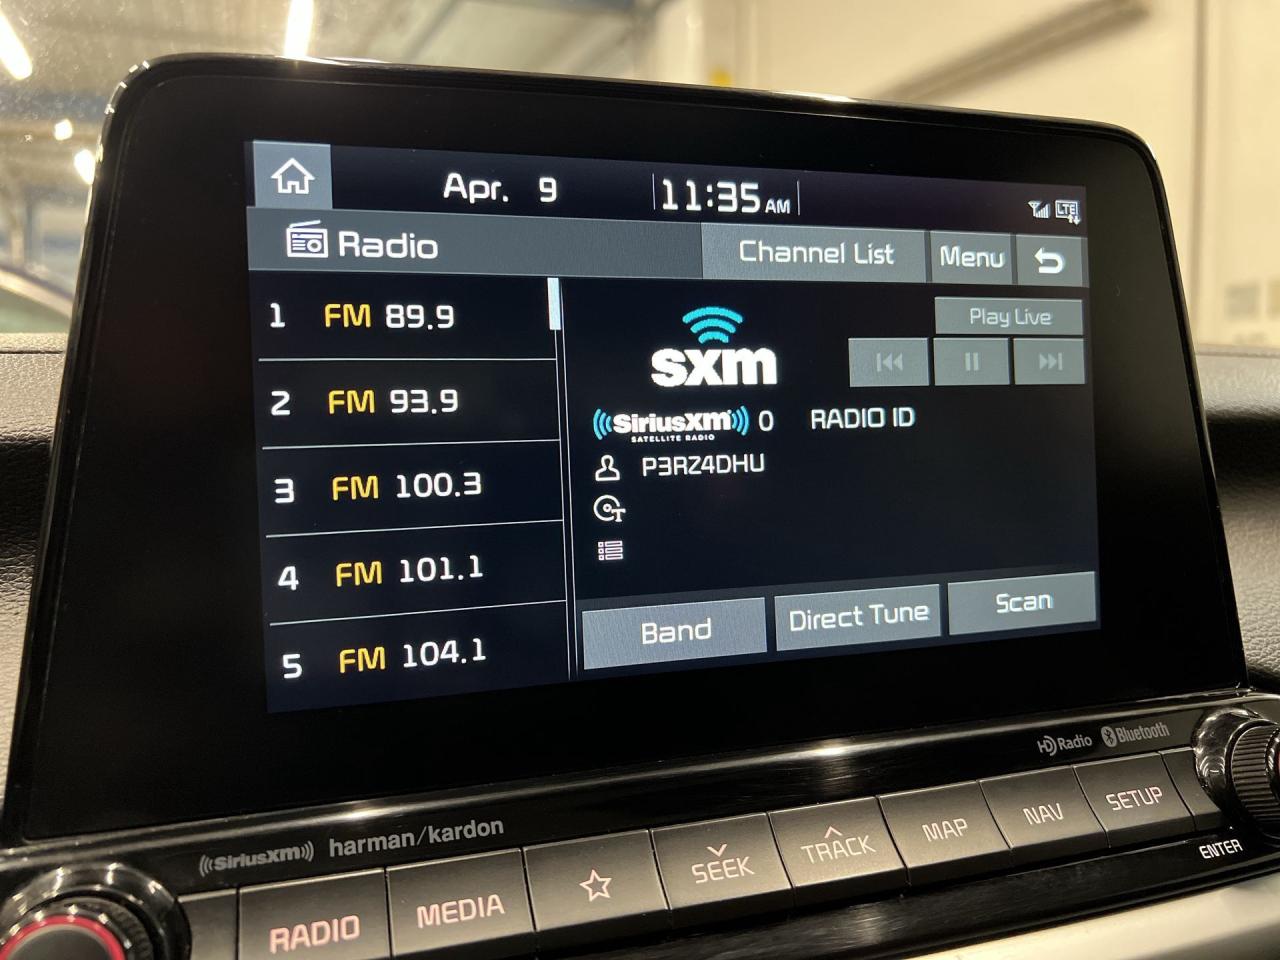 Apr. 9 11:35 AM LTE
Radio Channel List Menu
1 FM 89.9
2 FM 93.9
3 FM 100.3
4 FM 101.1
5 FM 104.1
Play Live
sxm
SiriusXM 0 RADIO ID
SATELLITE RADIO
P3RZ4DHU
T
Band Direct Tune Scan
HD Radio Bluetooth
SiriusXM harman/kardon
RADIO MEDIA SEEK TRACK MAP NAV SETUP
ENTER